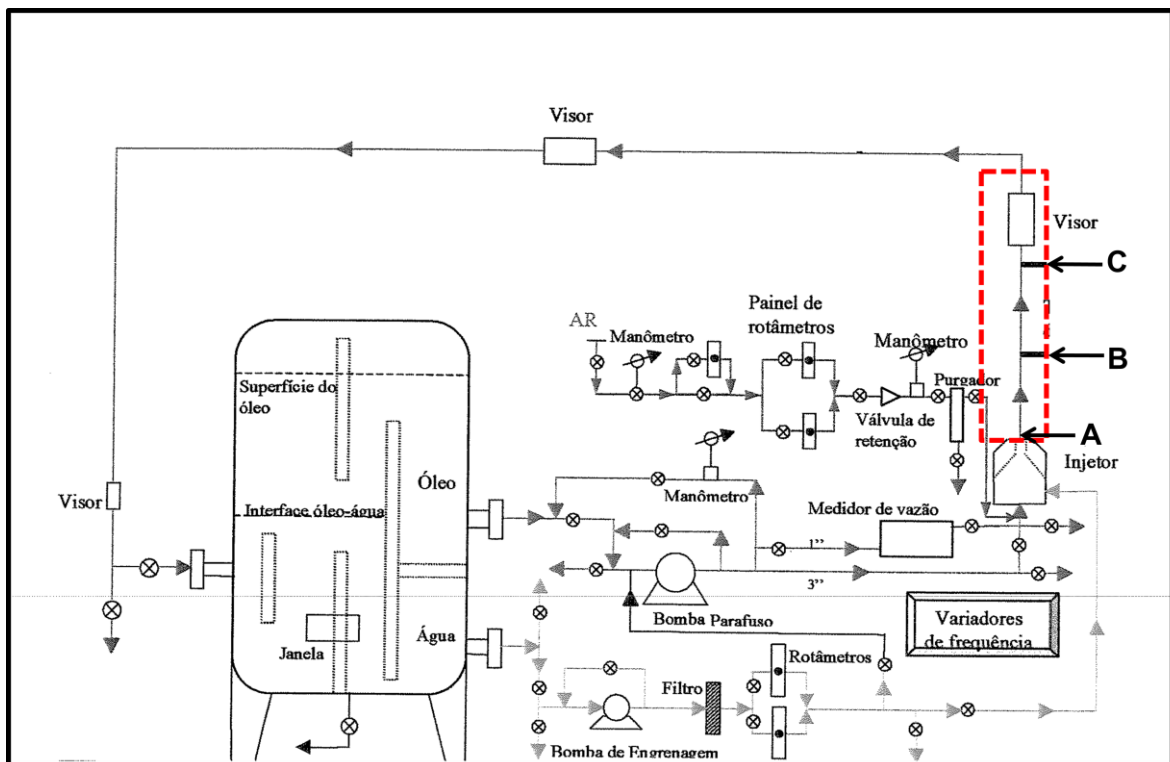 Visor
Visor
C
Painel de
rotâmetros
AR
Manômetro
Manômetro
B
Purgador
Superfície do
óleo
Válvula de
retenção
A
Injetor
Óleo
Manômetro
Medidor de vazão
Visor
Interface óleo-água
1’’
3’’
Bomba Parafuso
Variadores
de frequência
Água
Janela
Rotâmetros
Filtro
Bomba de Engrenagem